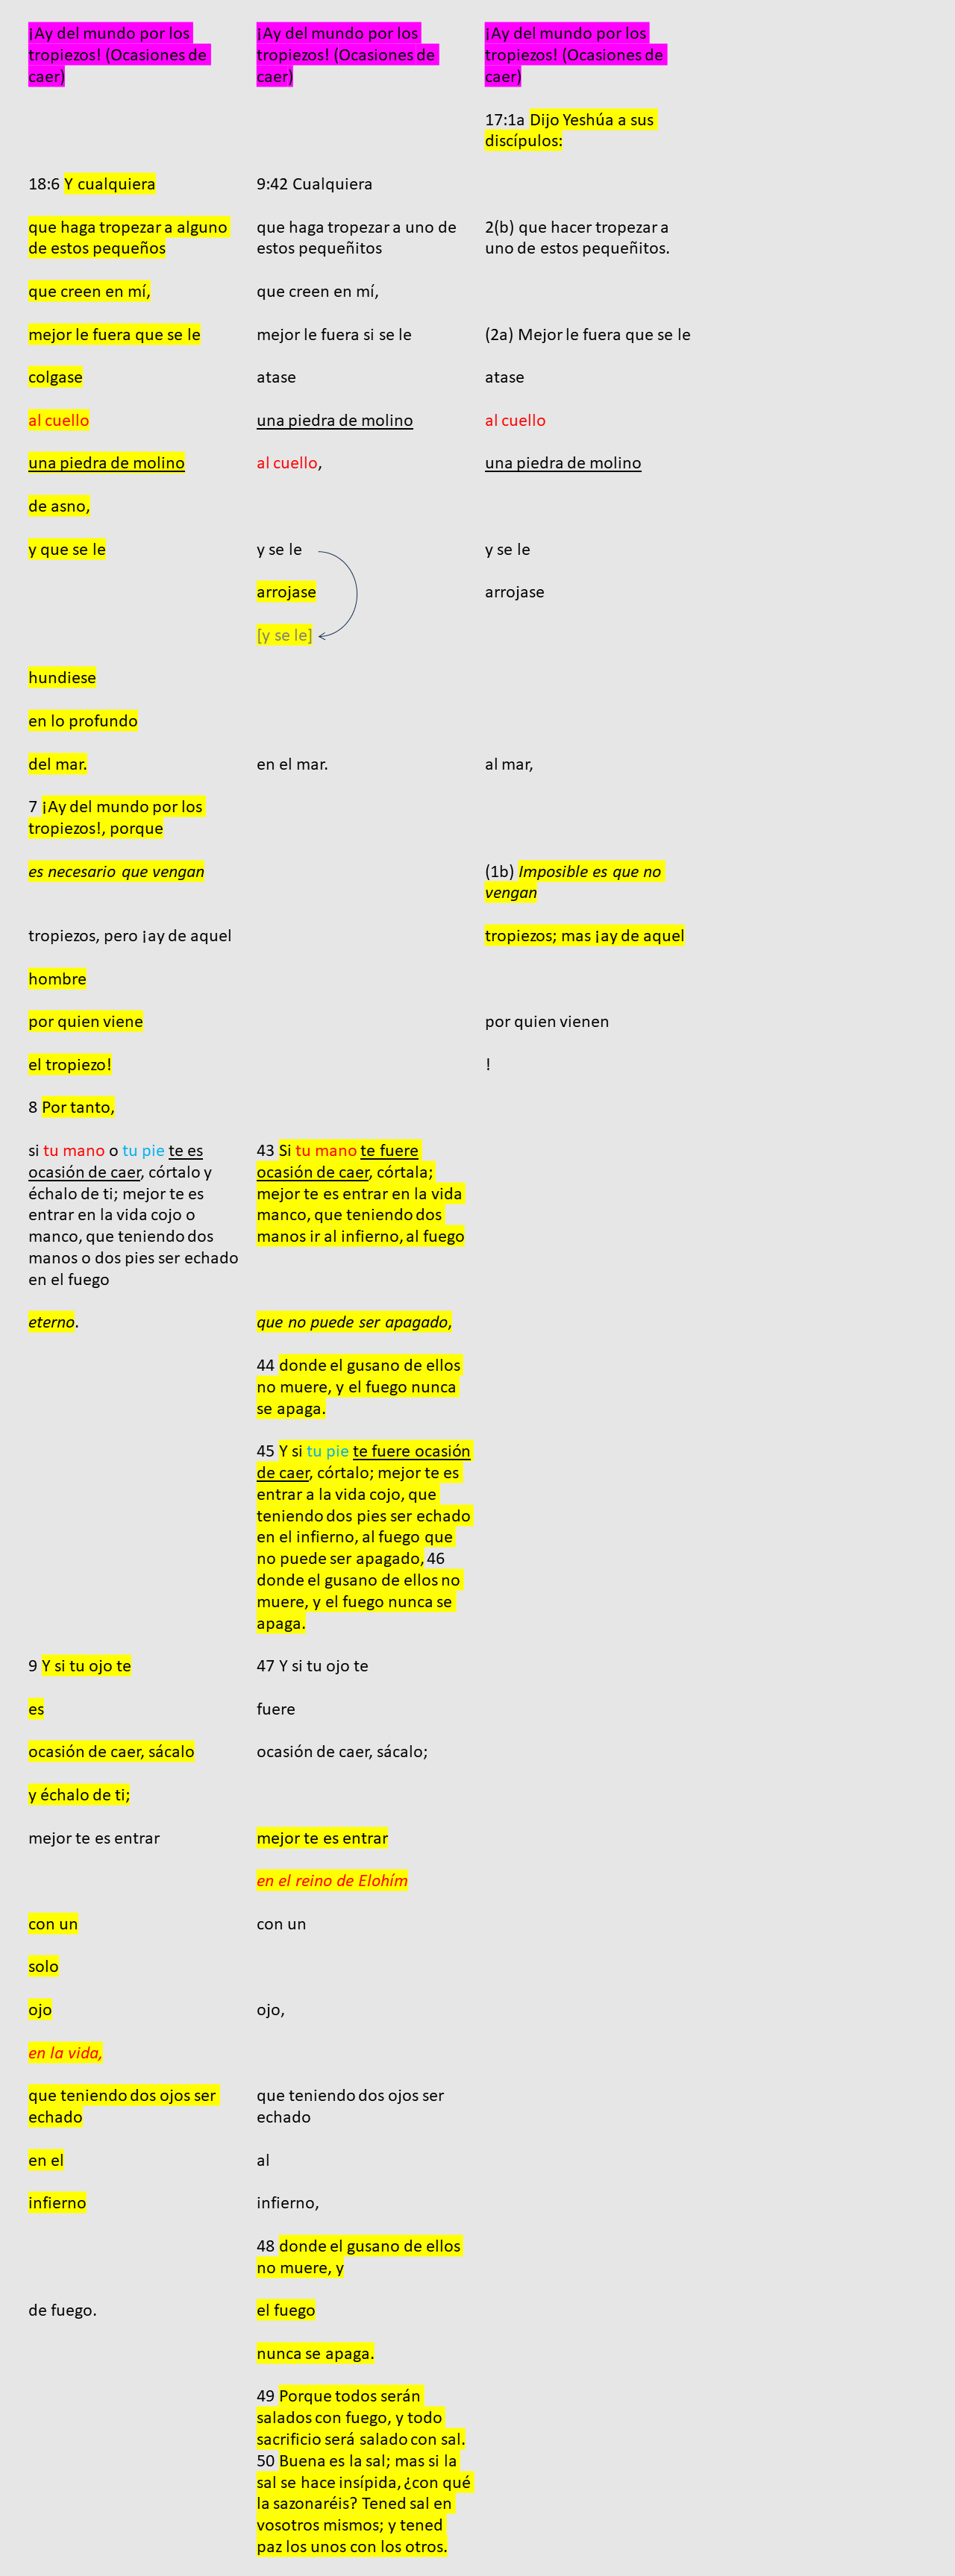 ¡Ay del mundo por los
tropiezos! (Ocasiones de
caer)
18:6 Y cualquiera
que haga tropezar a alguno
de estos pequeños
que creen en mí,
mejor le fuera que se le
colgase
al cuello
una piedra de molino
de asno,
y que se le
hundiese
en lo profundo
del mar.
7 ¡Ay del mundo por los
tropiezos!, porque
es necesario que vengan
tropiezos, pero ¡ay de aquel
hombre
por quien viene
el tropiezo!
8 Por tanto,
si tu mano o tu pie te es
ocasión de caer, córtalo y
échalo de ti; mejor te es
entrar en la vida cojo o
manco, que teniendo dos
manos o dos pies ser echado
en el fuego
eterno.
9 Y si tu ojo te
es
ocasión de caer, sácalo
y échalo de ti;
mejor te es entrar
con un
solo
ojo
en la vida,
que teniendo dos ojos ser
echado
en el
infierno
de fuego.
¡Ay del mundo por los
tropiezos! (Ocasiones de
caer)
9:42 Cualquiera
que haga tropezar a uno de
estos pequeñitos
que creen en mí,
mejor le fuera si se le
atase
una piedra de molino
al cuello,
y se le
arrojase
[y se le]
en el mar.
43 Si tu mano te fuere
ocasión de caer, córtala;
mejor te es entrar en la vida
manco, que teniendo dos
manos ir al infierno, al fuego
que no puede ser apagado,
44 donde el gusano de ellos
no muere, y el fuego nunca
se apaga.
45 Y si tu pie te fuere ocasión
de caer, córtalo; mejor te es
entrar a la vida cojo, que
teniendo dos pies ser echado
en el infierno, al fuego que
no puede ser apagado, 46
donde el gusano de ellos no
muere, y el fuego nunca se
apaga.
47 Y si tu ojo te
fuere
ocasión de caer, sácalo;
mejor te es entrar
en el reino de Elohím
con un
ojo,
que teniendo dos ojos ser
echado
al
infierno,
48 donde el gusano de ellos
no muere, y
el fuego
nunca se apaga.
49 Porque todos serán
salados con fuego, y todo
sacrificio será salado con sal.
50 Buena es la sal; mas si la
sal se hace insípida, ¿con qué
la sazonaréis? Tened sal en
vosotros mismos; y tened
paz los unos con los otros.
¡Ay del mundo por los
tropiezos! (Ocasiones de
caer)
17:1a Dijo Yeshúa a sus
discípulos:
2(b) que hacer tropezar a
uno de estos pequeñitos.
(2a) Mejor le fuera que se le
atase
al cuello
una piedra de molino
y se le
arrojase
al mar,
(1b) Imposible es que no
vengan
tropiezos; mas ¡ay de aquel
por quien vienen
!